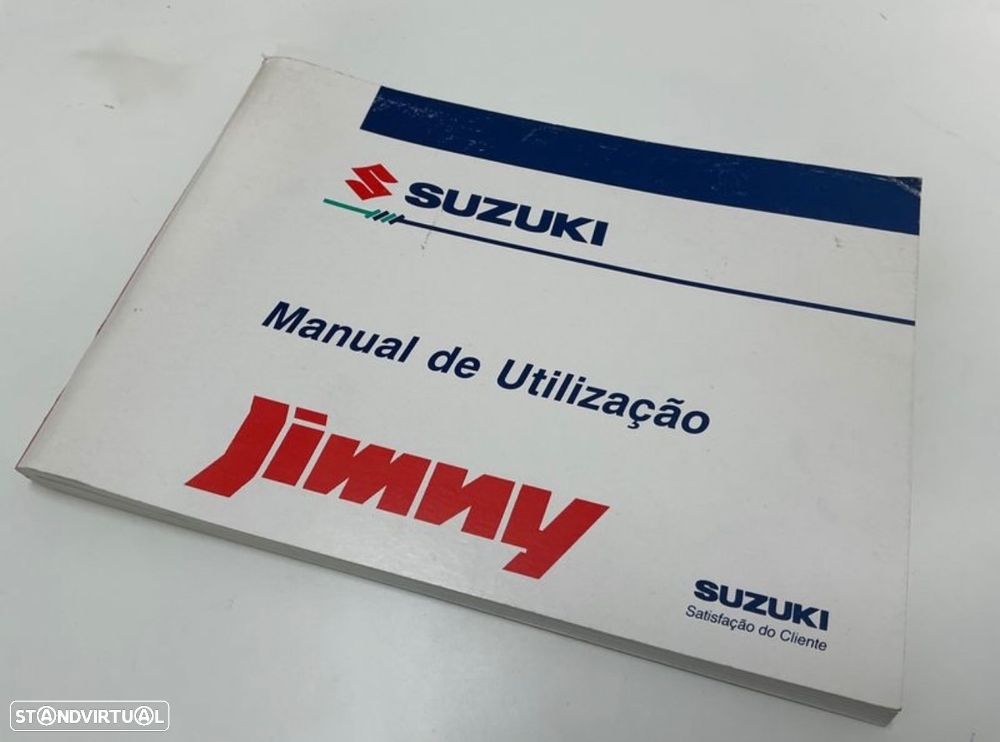 SUZUKI
Manual de Utilização
Jimny
SUZUKI
Satisfação do Cliente
STANDVIRTUAL